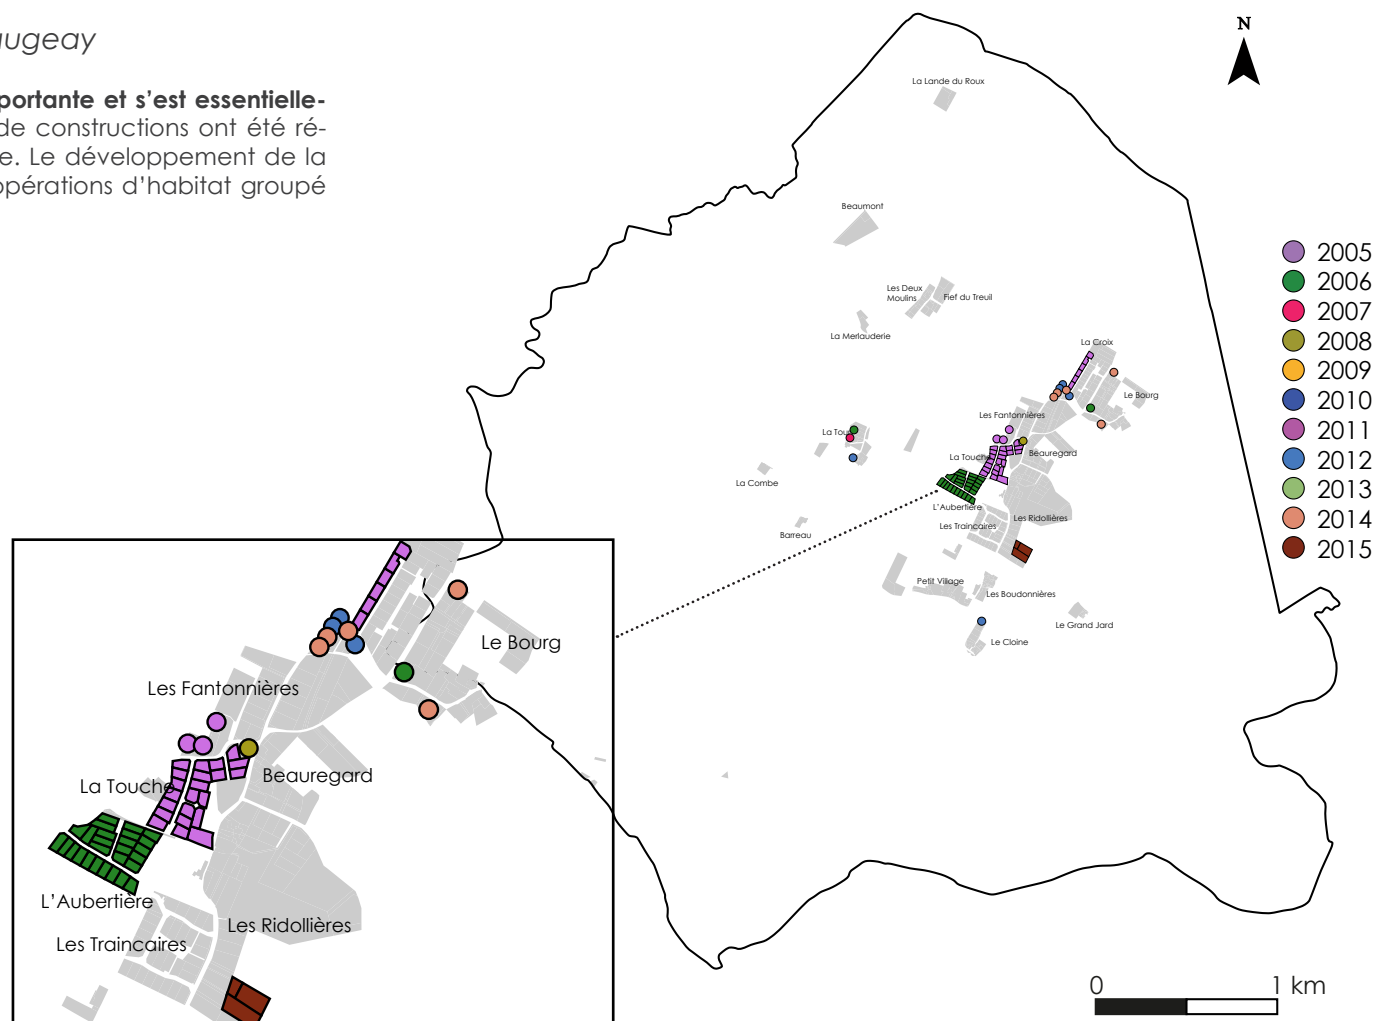 ugeay
portante et s'est essentielle-
de constructions ont été ré-
e. Le développement de la
opérations d'habitat groupé
N
La Lande du Roux
Beaumont
Les Deux
Moulins
Fief du Treuil
La Merlauderie
La Croix
Le Bourg
Les Fantonnières
La Tour
La Touche
Beauregard
La Combe
L'Aubertière
Les Traincaires
Les Ridollières
Barreau
Petit Village
Les Boudonnières
Le Grand Jard
Le Cloine
2005
2006
2007
2008
2009
2010
2011
2012
2013
2014
2015
Le Bourg
Les Fantonnières
La Touche
Beauregard
L'Aubertière
Les Ridollières
Les Traincaires
0 1 km